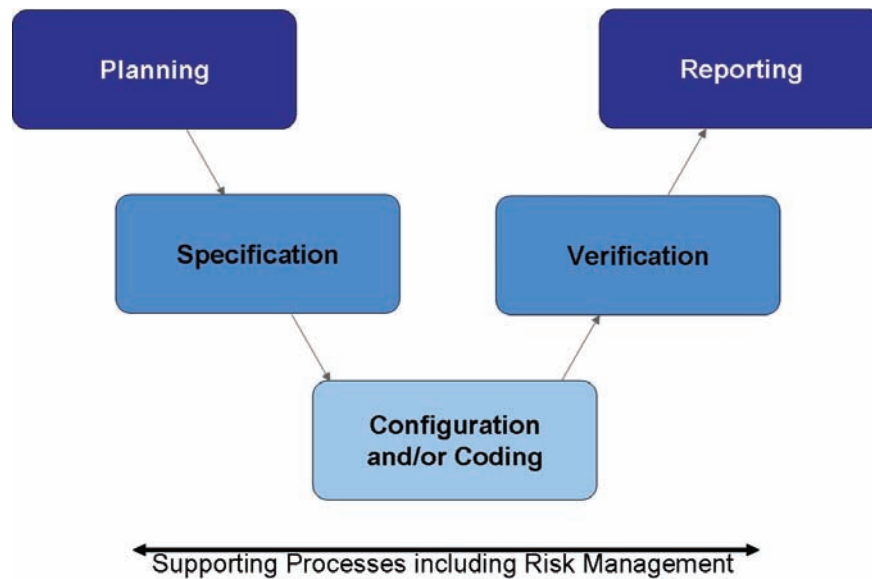 Planning
Reporting
Specification
Verification
Configuration
and/or Coding
Supporting Processes including Risk Management